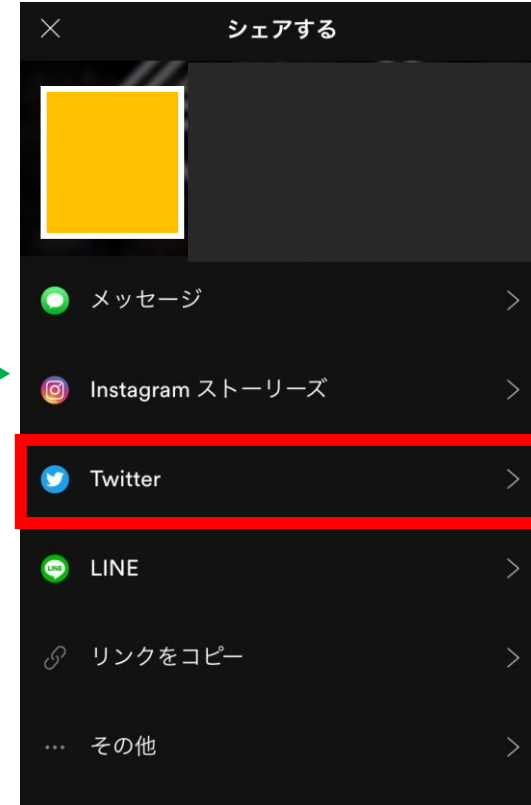 シェアする
メッセージ
Instagram ストーリーズ
Twitter
LINE
LINE
リンクをコピー
その他